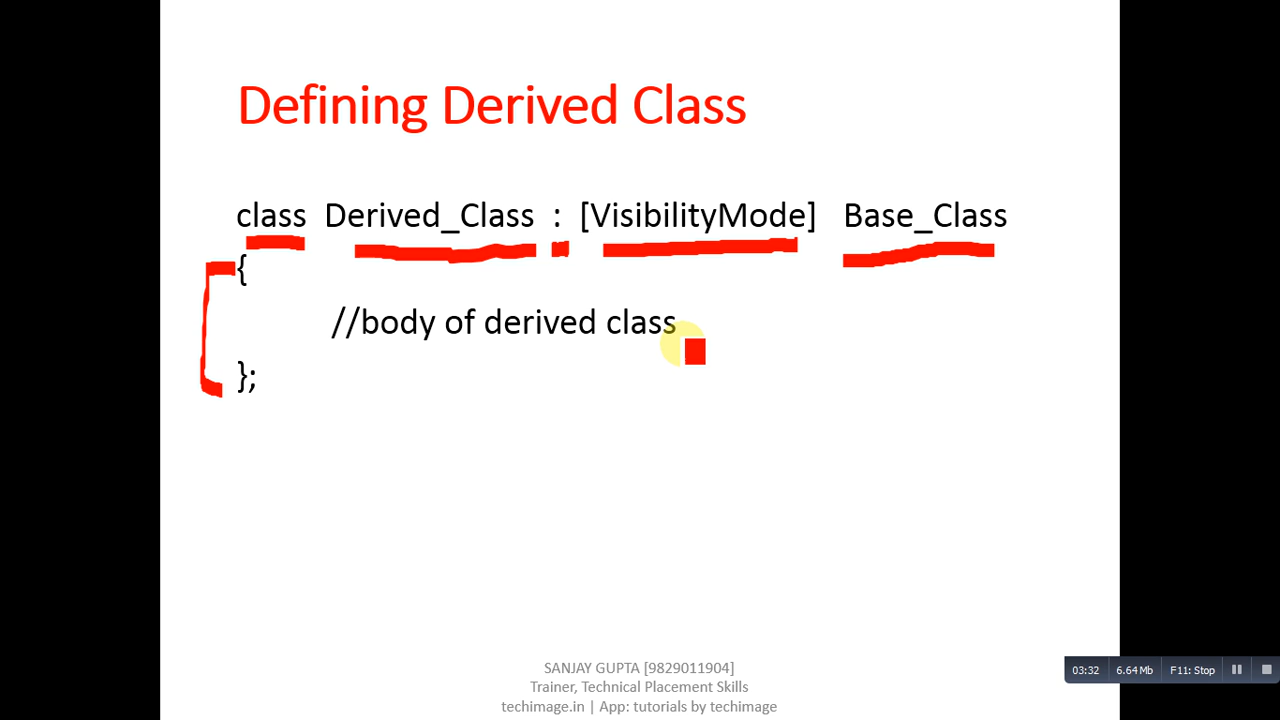 Defining Derived Class
class Derived_Class : [VisibilityMode] Base_Class
{
//body of derived class
};
SANJAY GUPTA [9829011904]
Trainer, Technical Placement Skills
techimage.in | App: tutorials by techimage
03:32 6.64 Mb F11: Stop